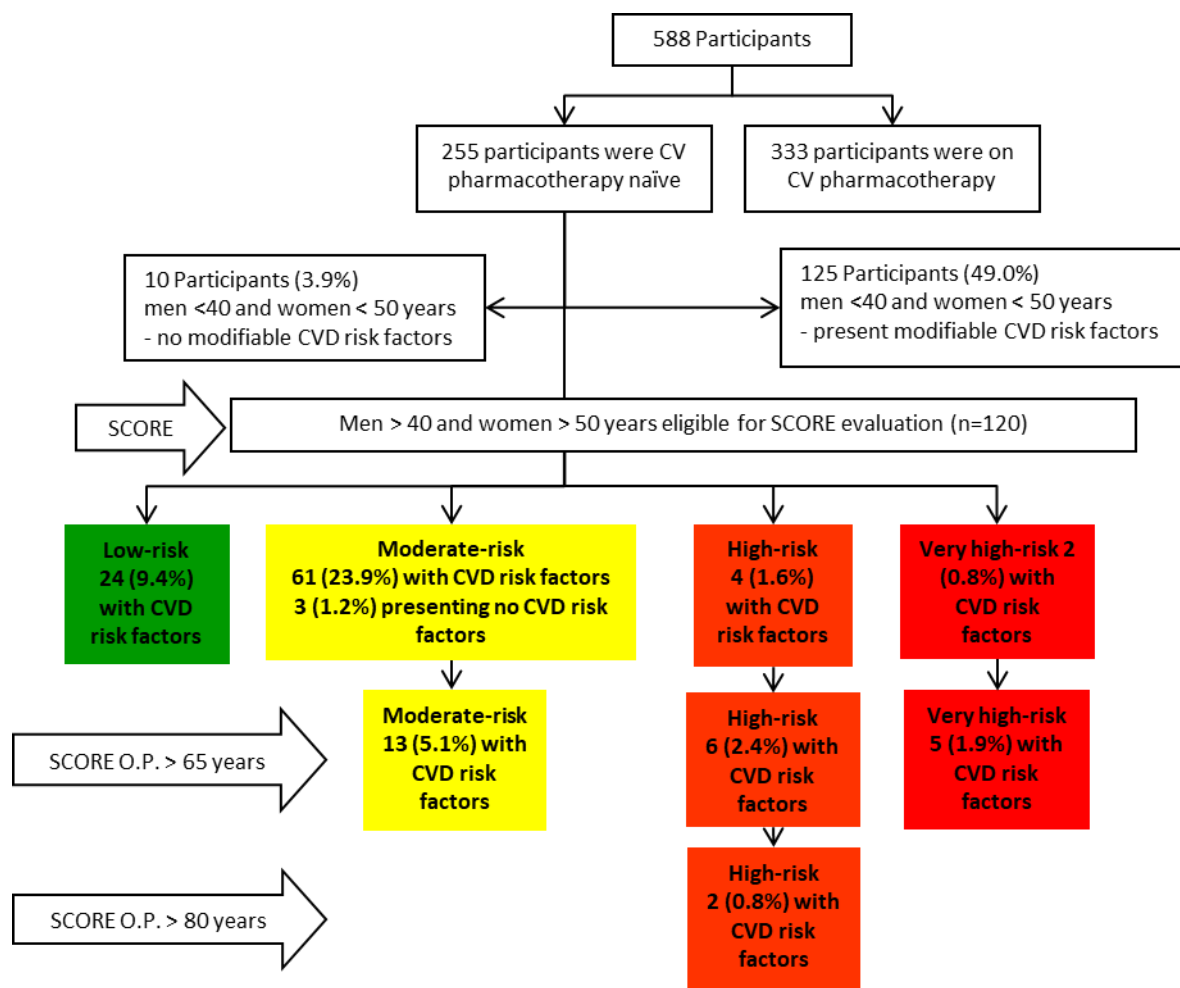 588 Participants
255 participants were CV
pharmacotherapy naïve
333 participants were on
CV pharmacotherapy
10 Participants (3.9%)
men <40 and women < 50 years
- no modifiable CVD risk factors
125 Participants (49.0%)
men <40 and women < 50 years
- present modifiable CVD risk factors
SCORE
Men > 40 and women > 50 years eligible for SCORE evaluation (n=120)
Low-risk
24 (9.4%)
with CVD
risk factors
Moderate-risk
61 (23.9%) with CVD risk factors
3 (1.2%) presenting no CVD risk
factors
High-risk
4 (1.6%)
with CVD
risk factors
Very high-risk 2
(0.8%) with
CVD risk
factors
SCORE O.P. > 65 years
Moderate-risk
13 (5.1%) with
CVD risk
factors
High-risk
6 (2.4%) with
CVD risk
factors
Very high-risk
5 (1.9%) with
CVD risk
factors
SCORE O.P. > 80 years
High-risk
2 (0.8%) with
CVD risk
factors